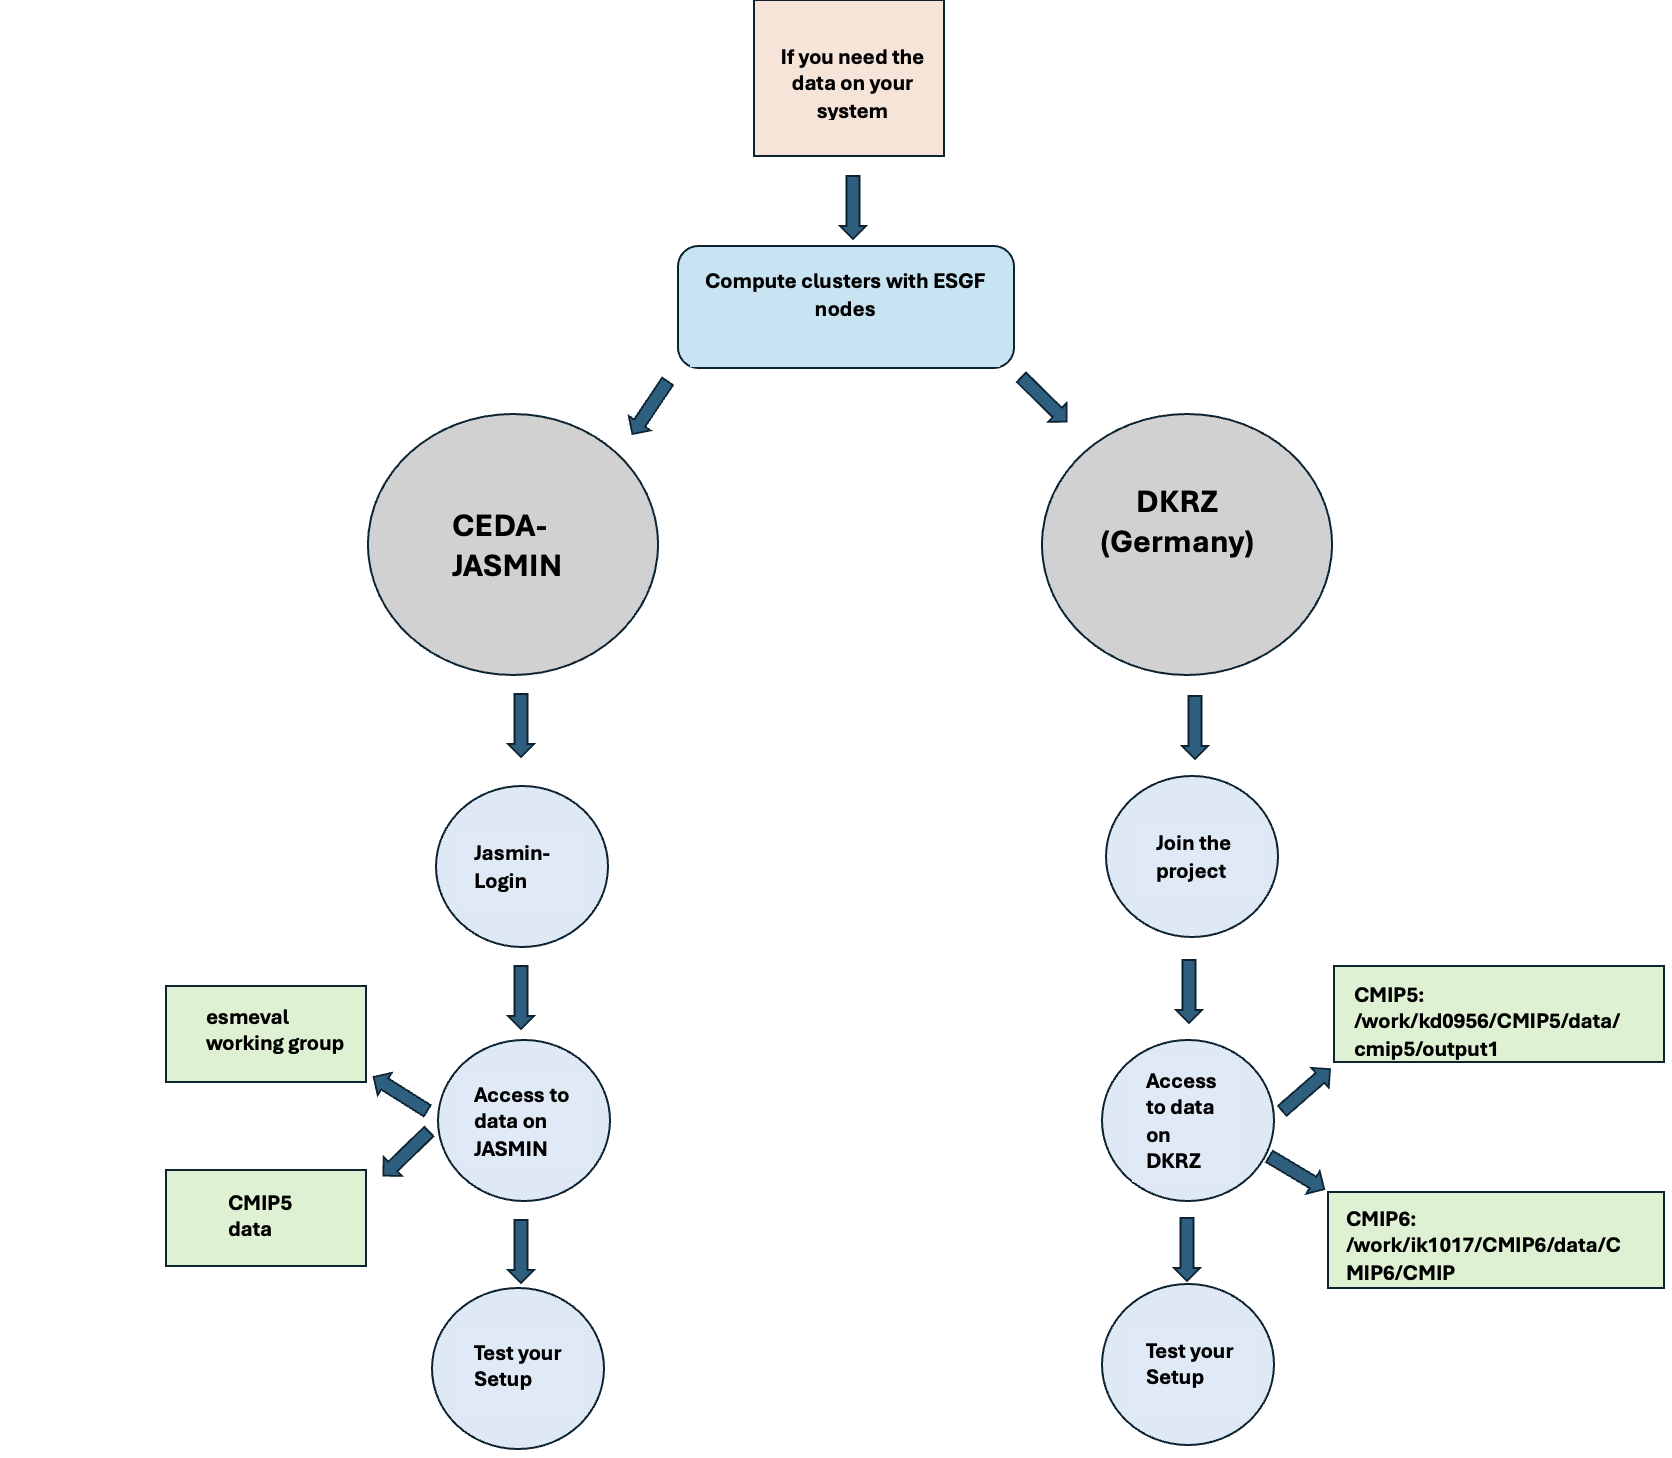 If you need the
data on your
system
Compute clusters with ESGF
nodes
CEDA-
JASMIN
DKRZ
(Germany)
Jasmin-
Login
Join the
project
esmeval
working group
Access to
data on
JASMIN
CMIP5
data
Access
to data
on
DKRZ
CMIP5:
/work/kd0956/CMIP5/data/
cmip5/output1
CMIP6:
/work/ik1017/CMIP6/data/C
MIP6/CMIP
Test your
Setup
Test your
Setup